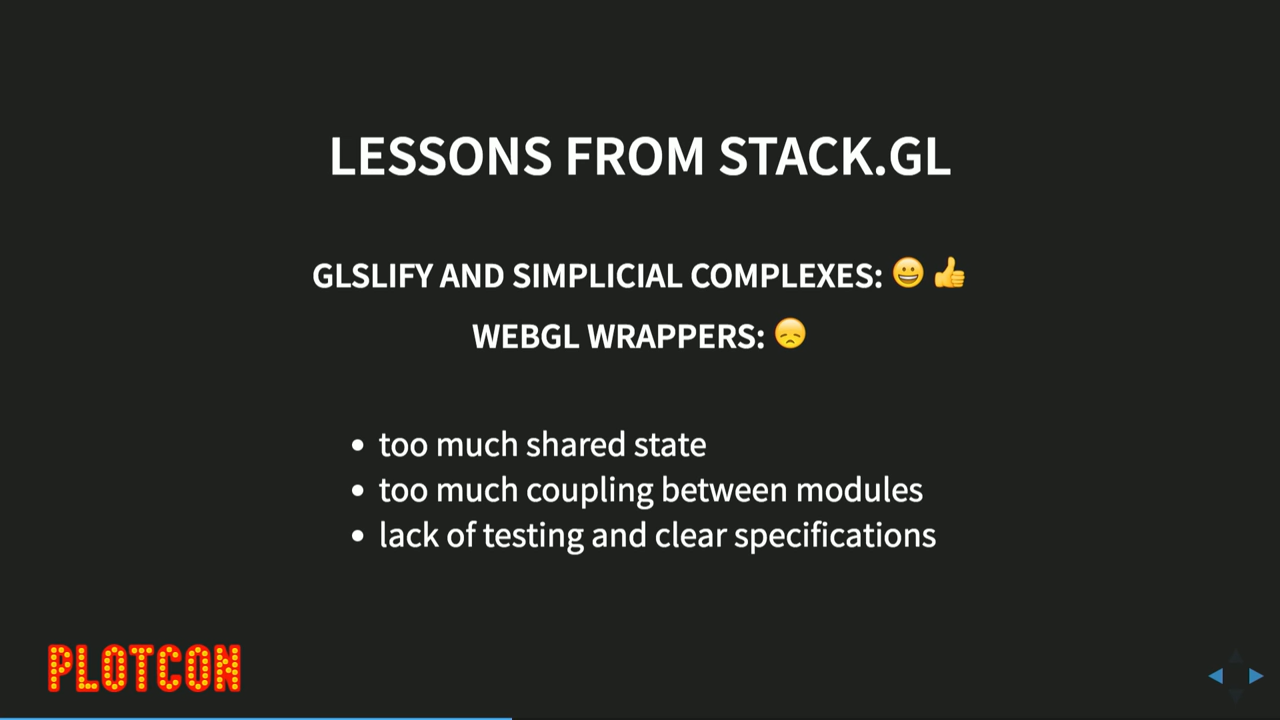 LESSONS FROM STACK.GL
GLSLIFY AND SIMPLICIAL COMPLEXES: 😀 👍
WEBGL WRAPPERS: 😞
• too much shared state
• too much coupling between modules
• lack of testing and clear specifications
PLOTCON